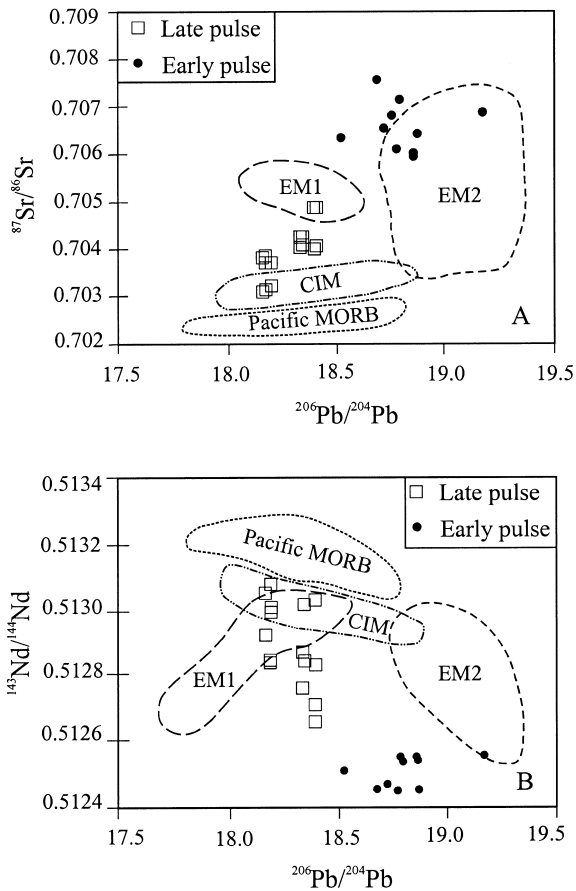 0.709
0.708
0.707
0.706
0.705
0.704
0.703
0.702
⁸⁷Sr/⁸⁶Sr
Late pulse
Early pulse
EM1
EM2
CIM
Pacific MORB
A
17.5 18.0 18.5 19.0 19.5
²⁰⁶Pb/²⁰⁴Pb
0.5134
0.5132
0.5130
0.5128
0.5126
0.5124
¹⁴³Nd/¹⁴⁴Nd
Late pulse
Early pulse
Pacific MORB
CIM
EM1
EM2
B
17.5 18.0 18.5 19.0 19.5
²⁰⁶Pb/²⁰⁴Pb